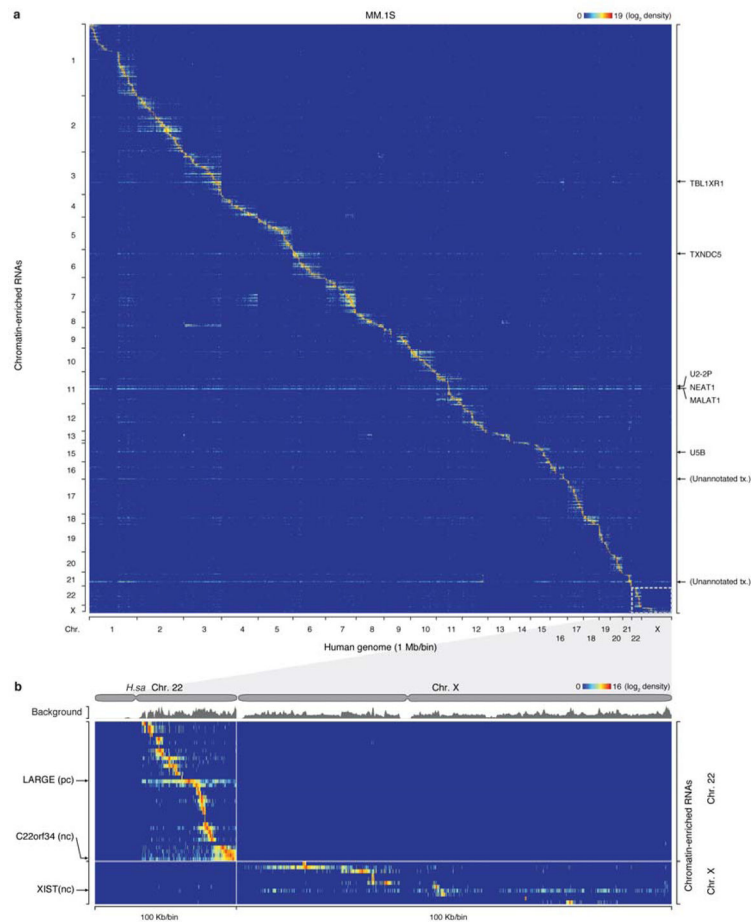 a
MM.1S
0 19 (log2 density)
Chromatin-enriched RNAs
1
2
3
4
5
6
7
8
9
10
11
12
13
15
16
17
18
19
20
21
22
X
TBL1XR1
TXNDC5
U2-2P
NEAT1
MALAT1
U5B
(Unannotated tx.)
(Unannotated tx.)
Chr. 1 2 3 4 5 6 7 8 9 10 11 12 13 14 15 16 17 18 19 20 21 22 X
Human genome (1 Mb/bin)
b
H.sa Chr. 22
Chr. X
0 16 (log2 density)
Background
LARGE (pc)
C22orf34 (nc)
XIST(nc)
Chromatin-enriched RNAs
Chr. 22
Chr. X
100 Kb/bin
100 Kb/bin